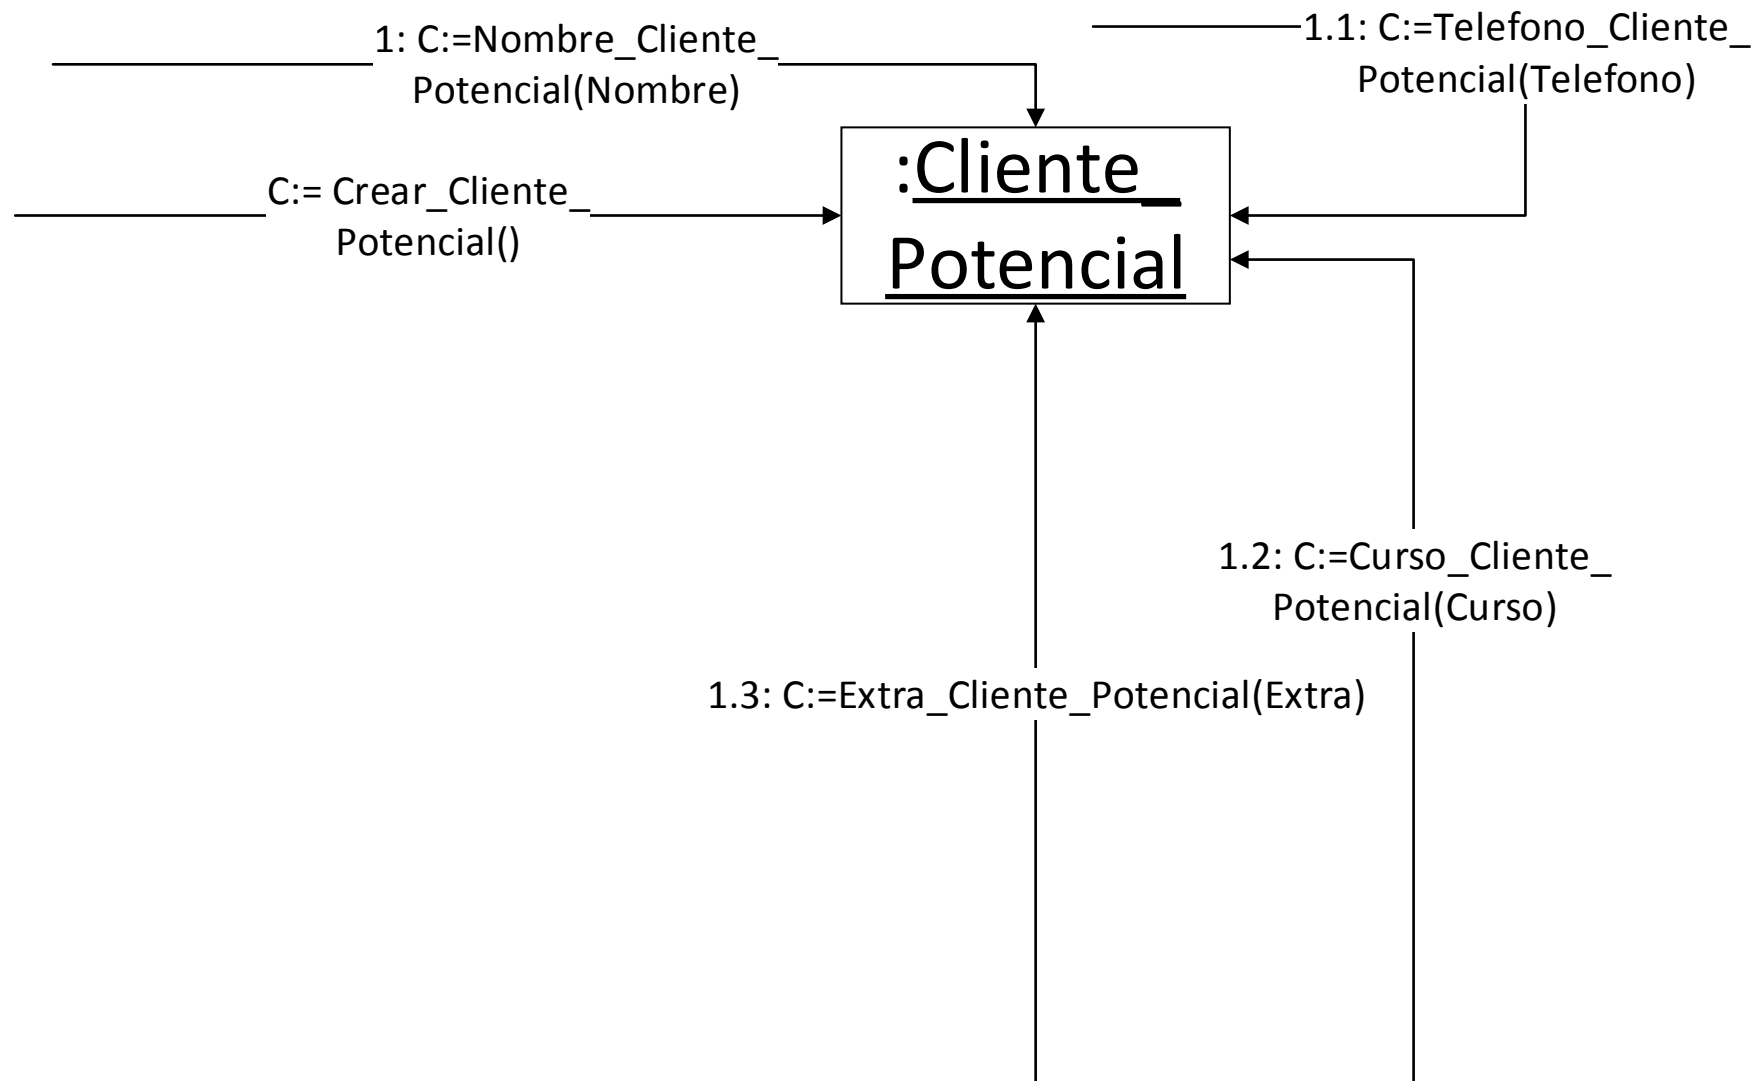 1: C:=Nombre_Cliente_
Potencial(Nombre)
1.1: C:=Telefono_Cliente_
Potencial(Telefono)
C:= Crear_Cliente_
Potencial()
:Cliente_
Potencial
1.2: C:=Curso_Cliente_
Potencial(Curso)
1.3: C:=Extra_Cliente_Potencial(Extra)